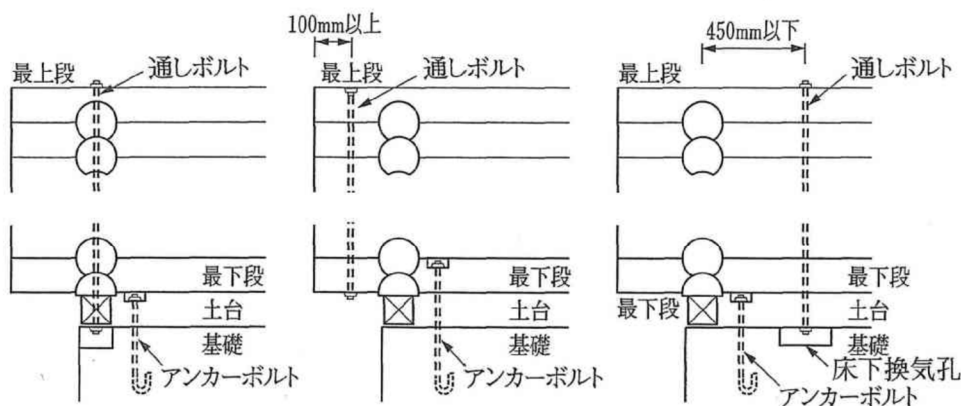 最上段
通しボルト
最下段
土台
基礎
アンカーボルト
100mm以上
最上段
通しボルト
最下段
土台
基礎
アンカーボルト
450mm以下
最上段
通しボルト
最下段
最下段
土台
基礎
床下換気孔
アンカーボルト